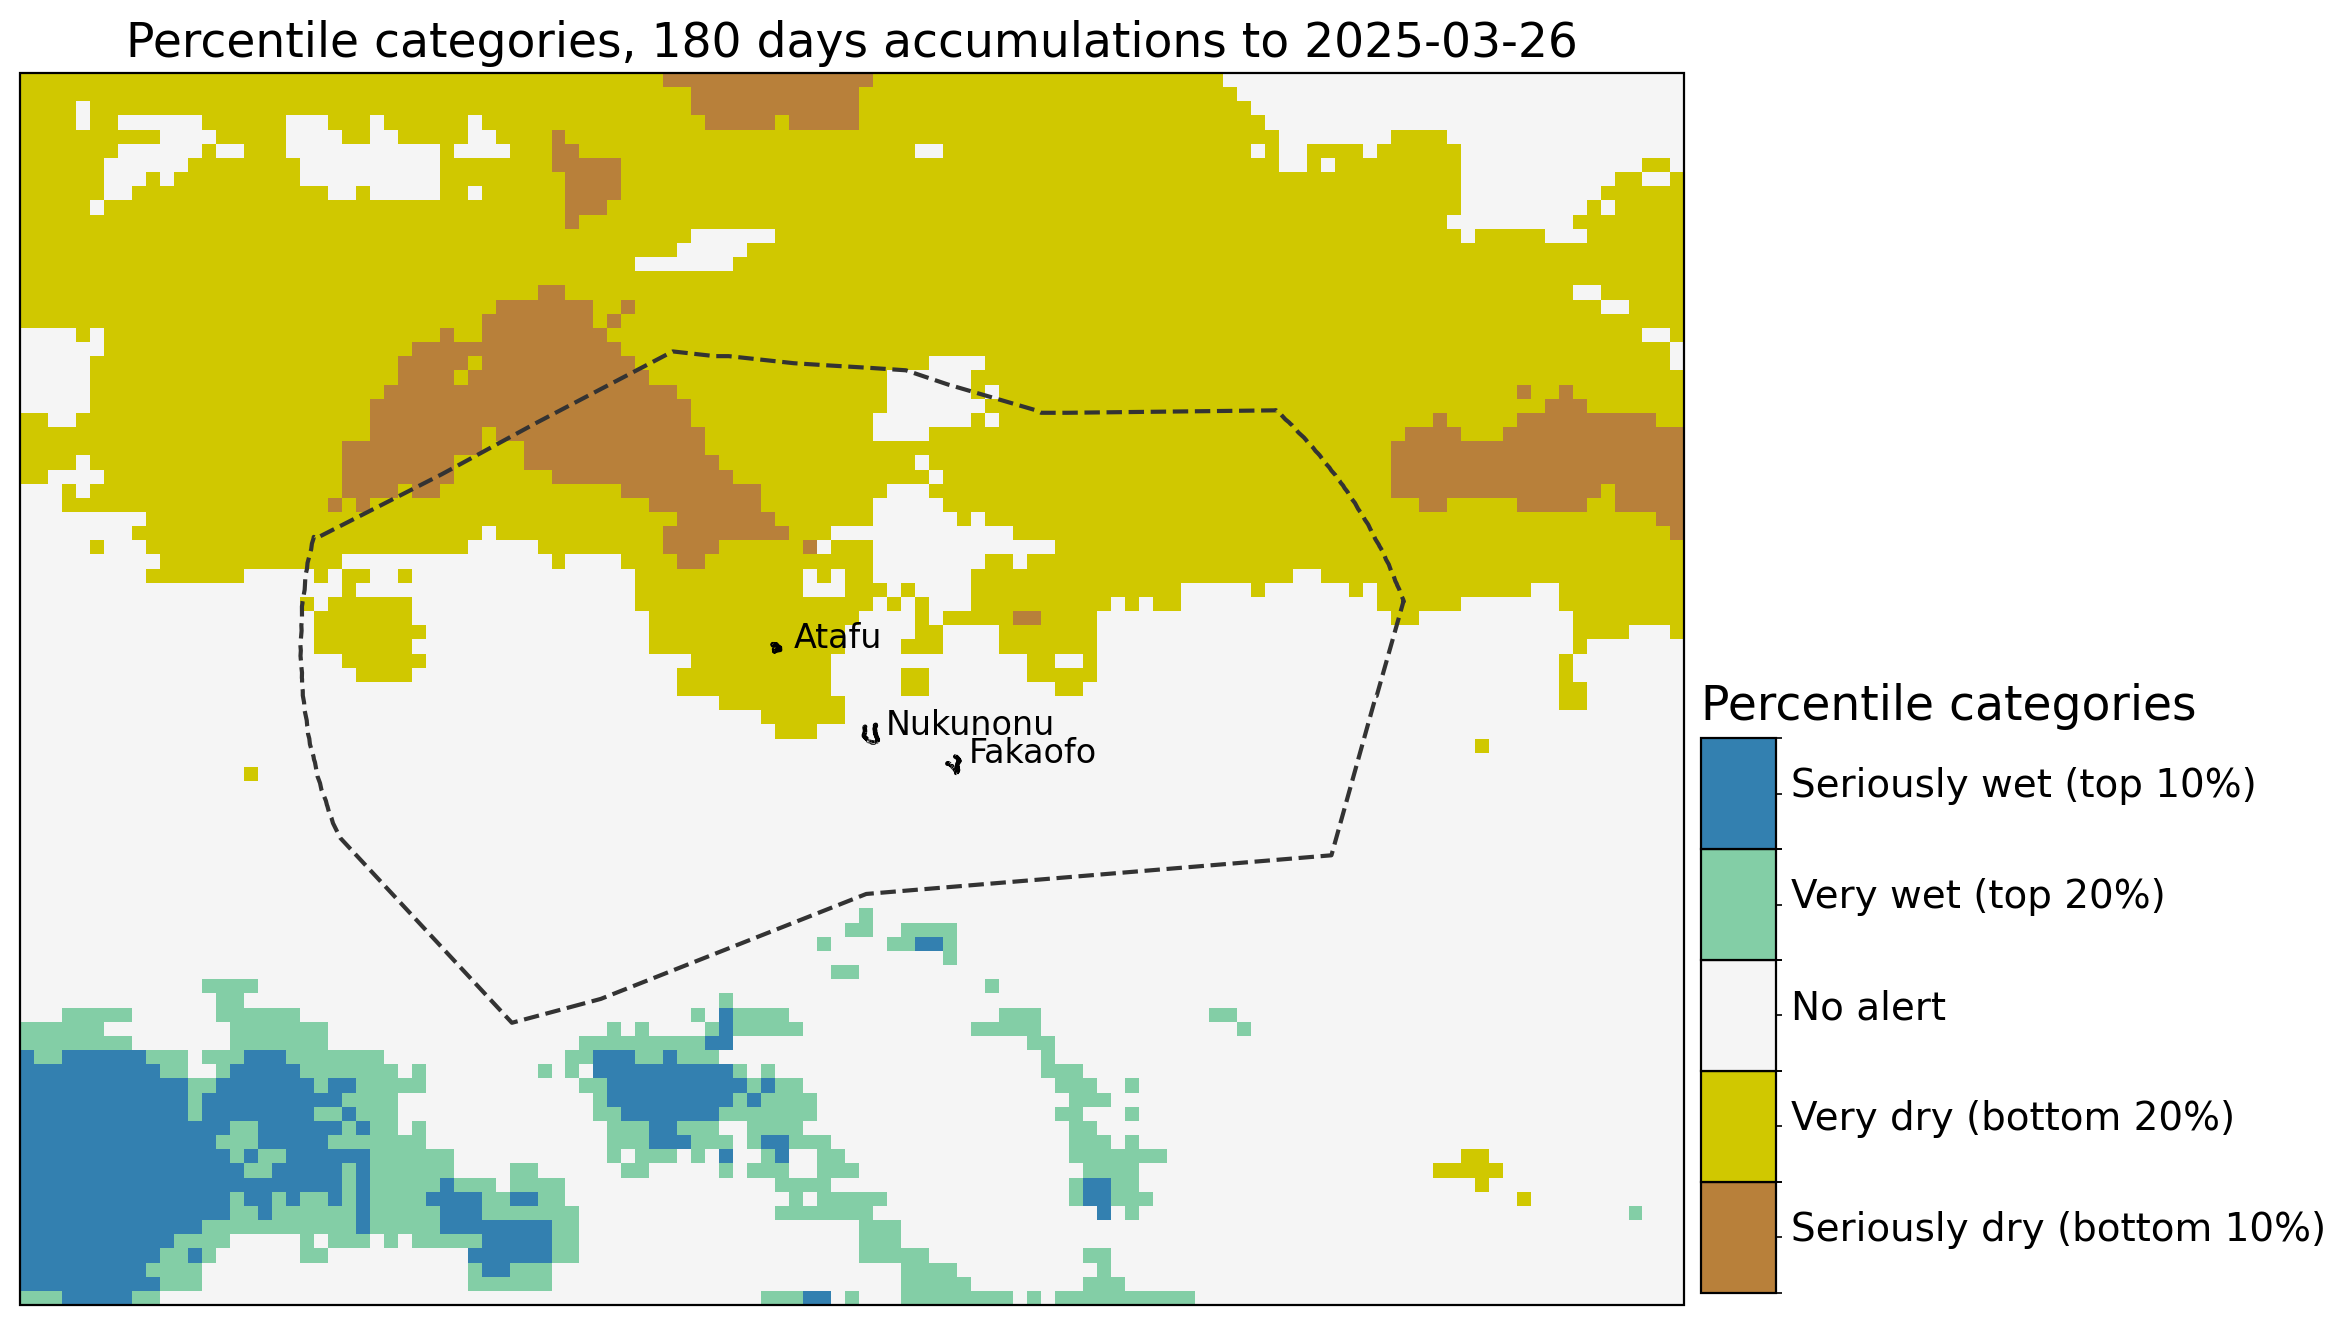 Percentile categories, 180 days accumulations to 2025-03-26
Atafu
Nukunonu
Fakaofo
Percentile categories
Seriously wet (top 10%)
Very wet (top 20%)
No alert
Very dry (bottom 20%)
Seriously dry (bottom 10%)